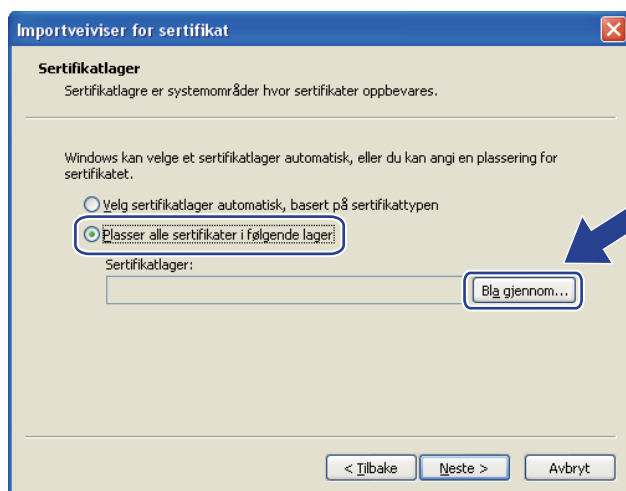 Importveiviser for sertifikat
Sertifikatlager
Sertifikatlagre er systemområder hvor sertifikater oppbevares.
Windows kan velge et sertifikatlager automatisk, eller du kan angi en plassering for
sertifikatet.
Velg sertifikatlager automatisk, basert på sertifikattypen
Plasser alle sertifikater i følgende lager
Sertifikatlager:
Bla gjennom...
< Tilbake Neste > Avbryt